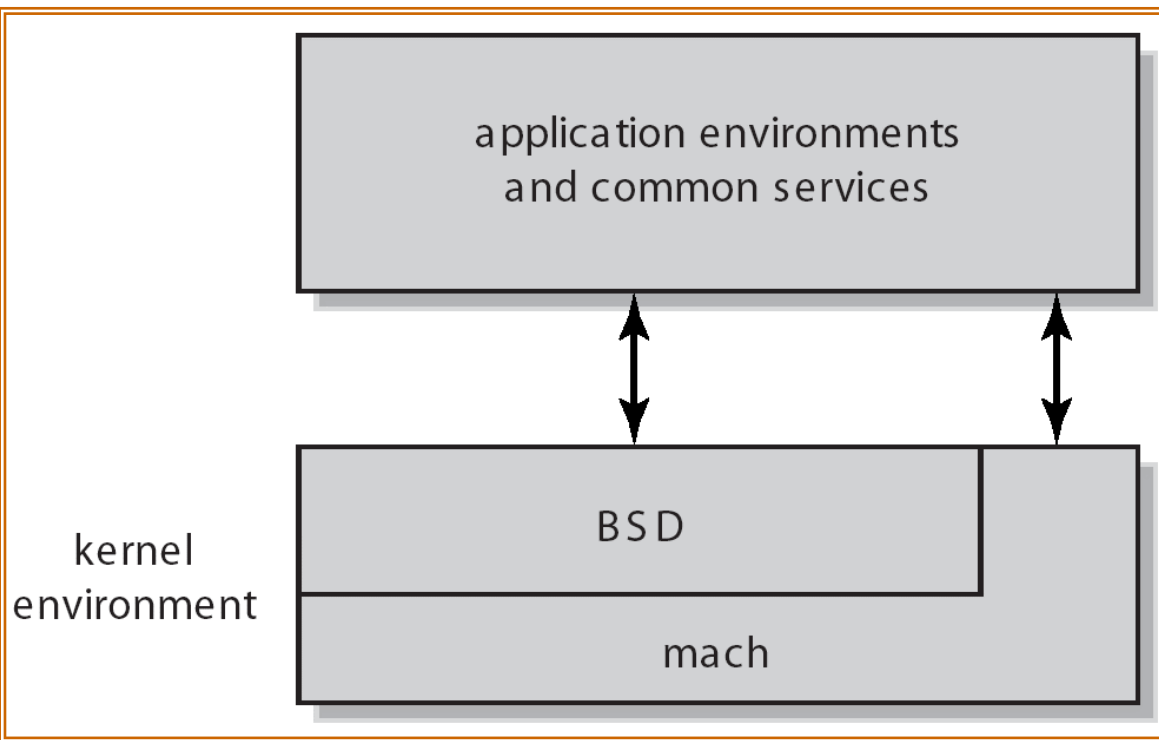 application environments
and common services
BSD
kernel
environment
mach